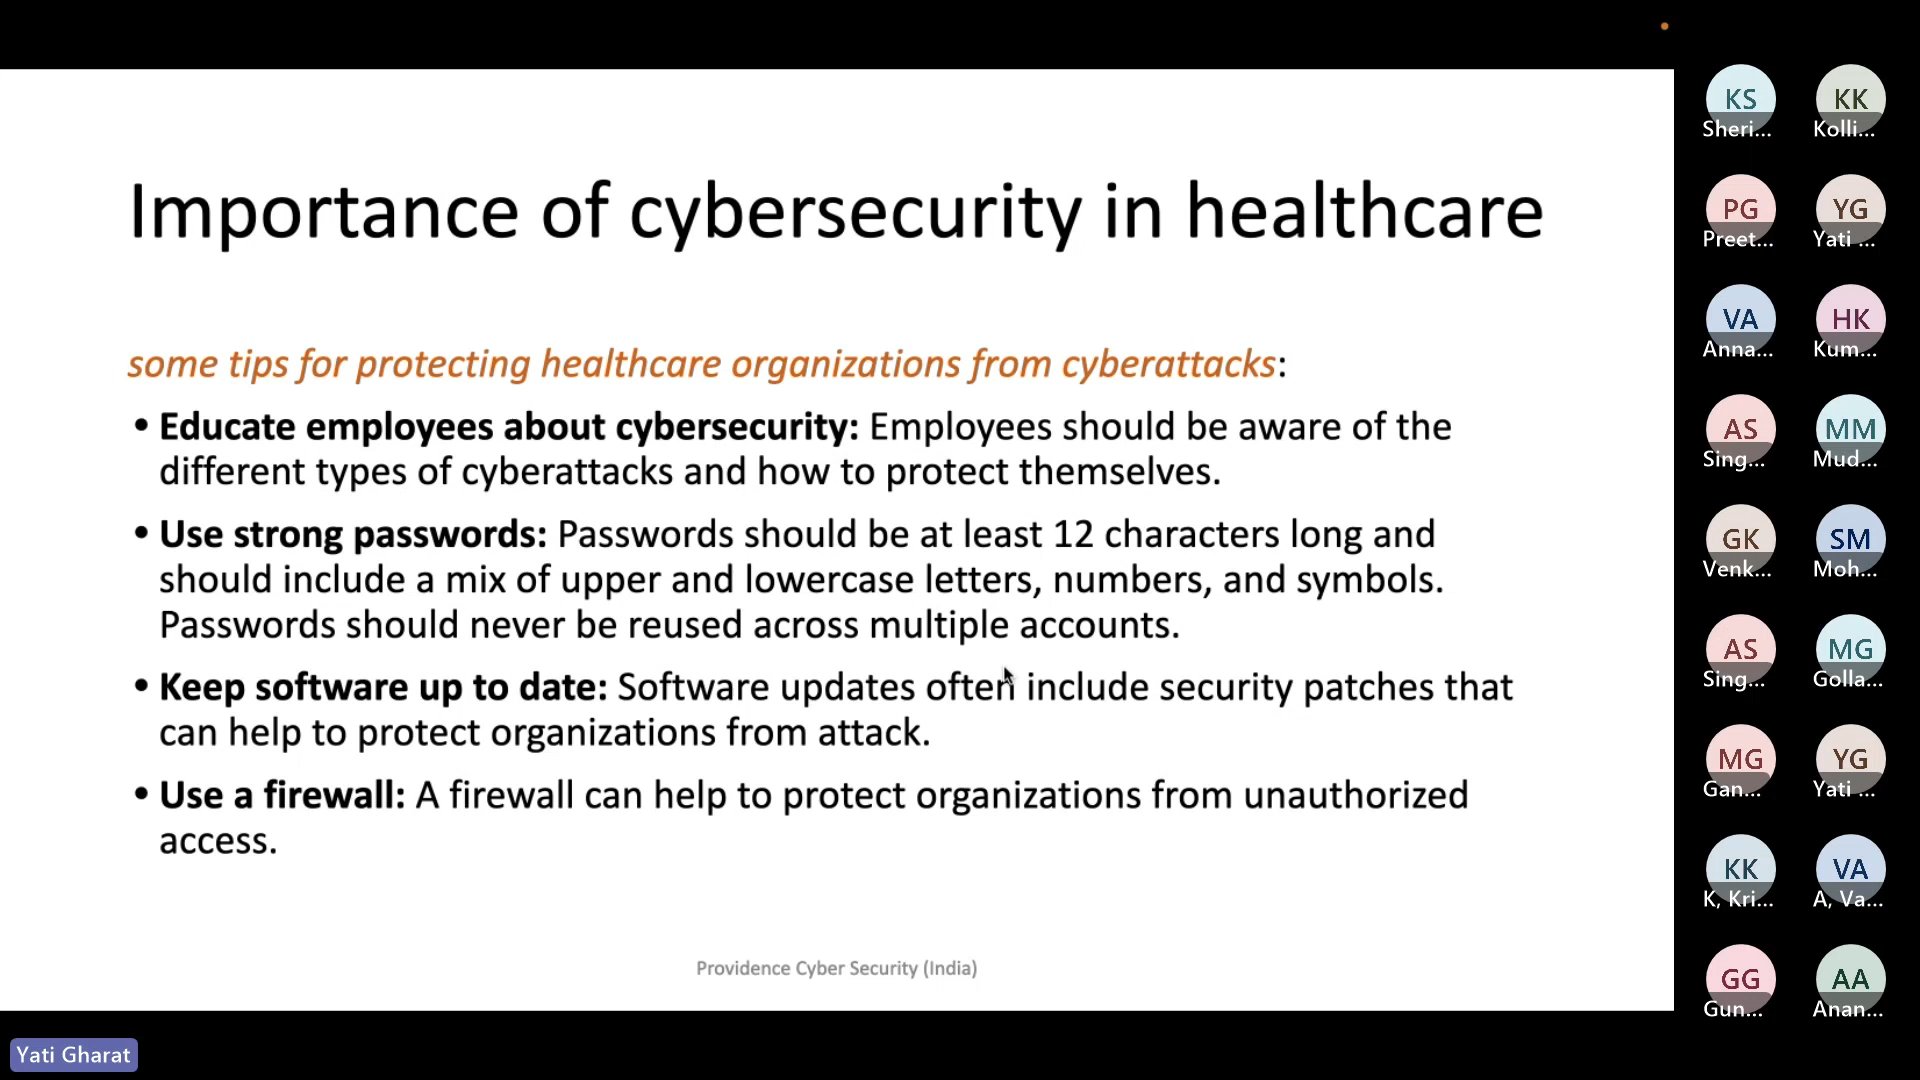 Importance of cybersecurity in healthcare
some tips for protecting healthcare organizations from cyberattacks:
• Educate employees about cybersecurity: Employees should be aware of the
different types of cyberattacks and how to protect themselves.
• Use strong passwords: Passwords should be at least 12 characters long and
should include a mix of upper and lowercase letters, numbers, and symbols.
Passwords should never be reused across multiple accounts.
• Keep software up to date: Software updates often include security patches that
can help to protect organizations from attack.
• Use a firewall: A firewall can help to protect organizations from unauthorized
access.
Providence Cyber Security (India)
Yati Gharat
KS KK
Sheri... Kolli...
PG YG
Preet... Yati ...
VA HK
Anna... Kum...
AS MM
Sing... Mud...
GK SM
Venk... Moh...
AS MG
Sing... Golla...
MG YG
Gan... Yati ...
KK VA
K, Kri... A, Va...
GG AA
Gun... Anan...